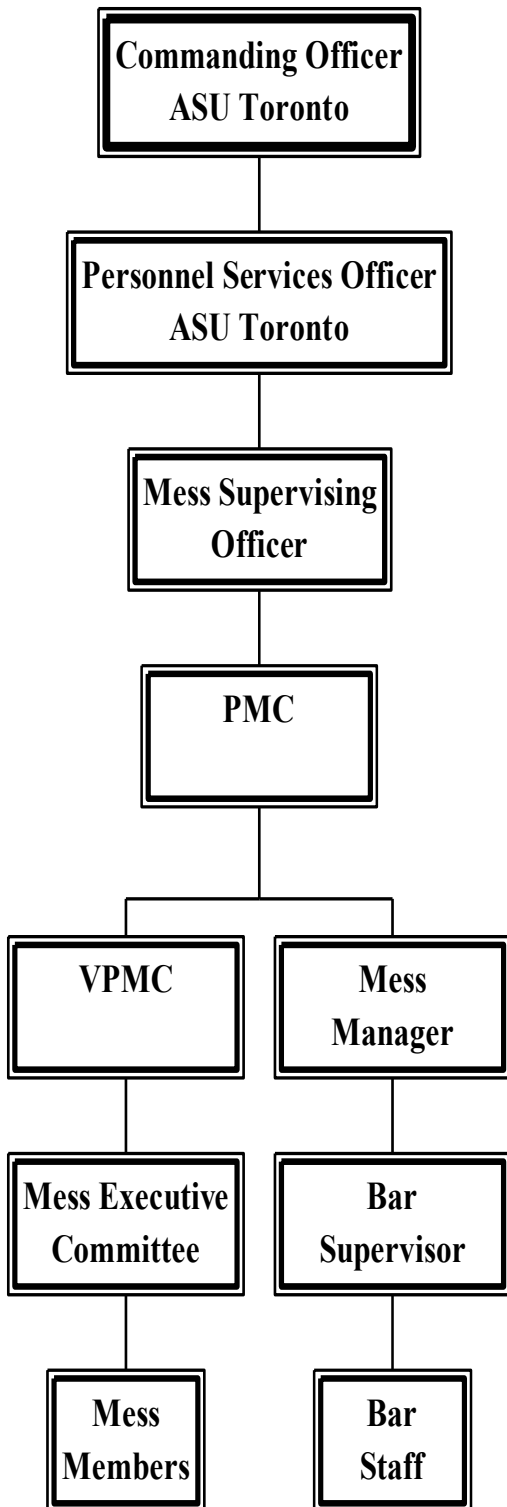 Commanding Officer
ASU Toronto
Personnel Services Officer
ASU Toronto
Mess Supervising
Officer
PMC
VPMC
Mess
Manager
Mess Executive
Committee
Bar
Supervisor
Mess
Members
Bar
Staff